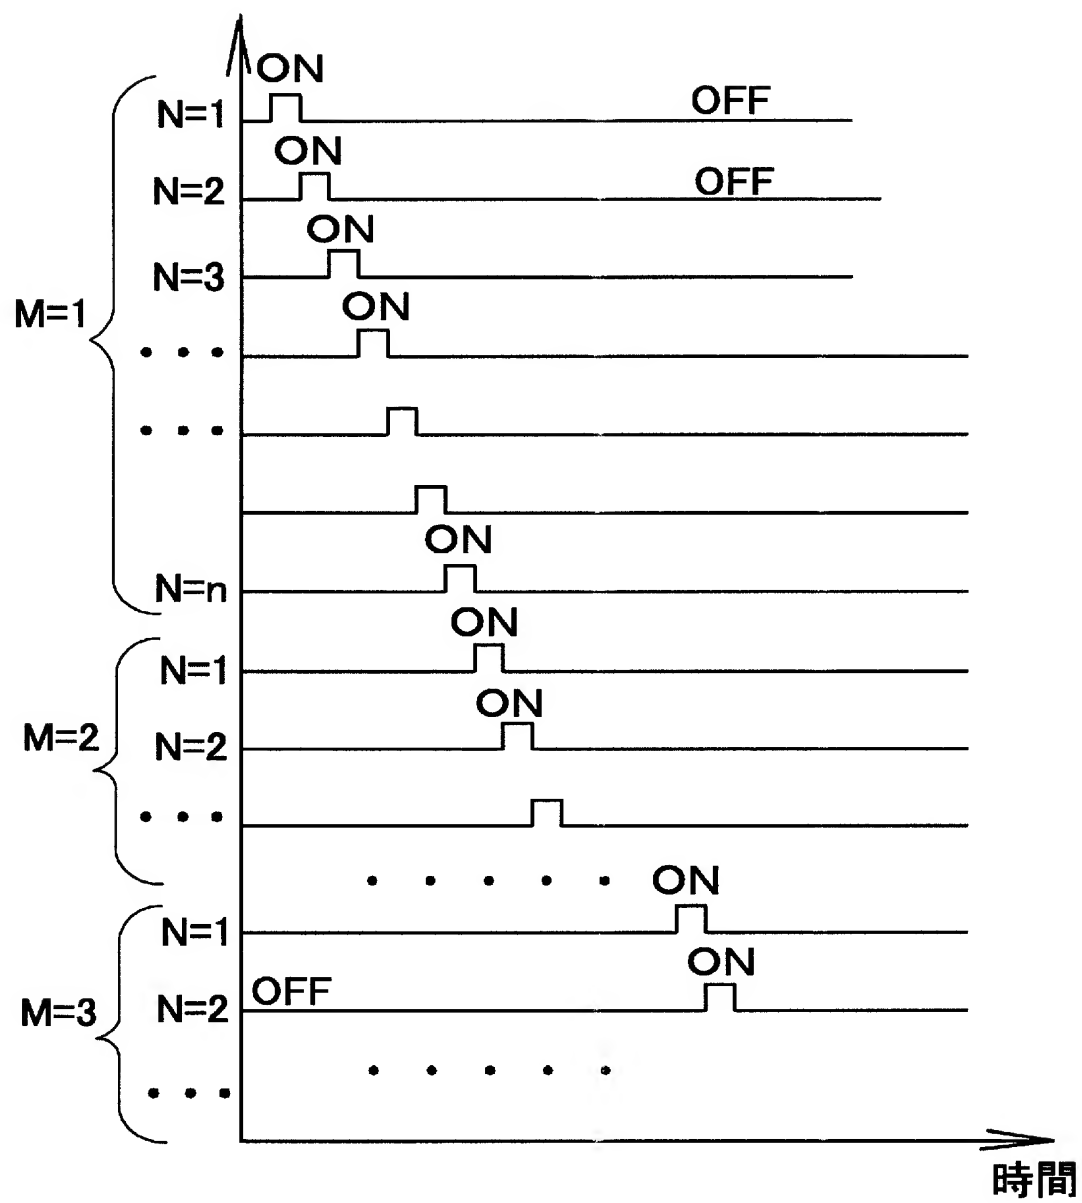 ON
N=1 OFF
ON
N=2 OFF
ON
N=3
M=1 ON
• • •
• • •
ON
N=n
ON
N=1
ON
M=2 N=2
• • •
• • • • • ON
N=1
ON
M=3 N=2 OFF
• • • • •
• • •
時間